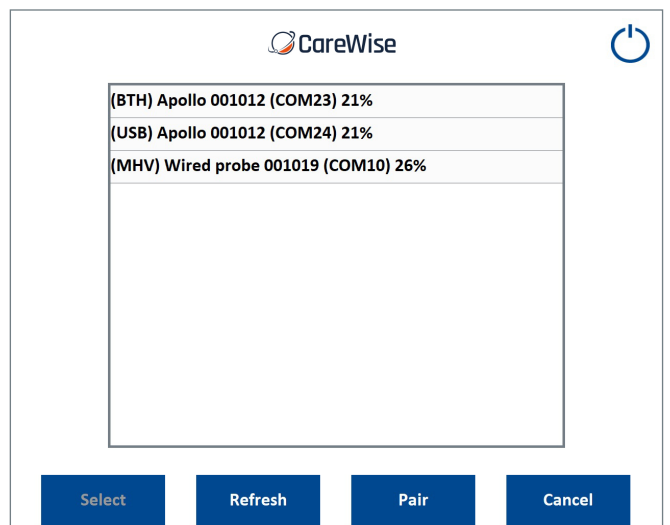 CareWise
(BTH) Apollo 001012 (COM23) 21%
(USB) Apollo 001012 (COM24) 21%
(MHV) Wired probe 001019 (COM10) 26%
Select Refresh Pair Cancel